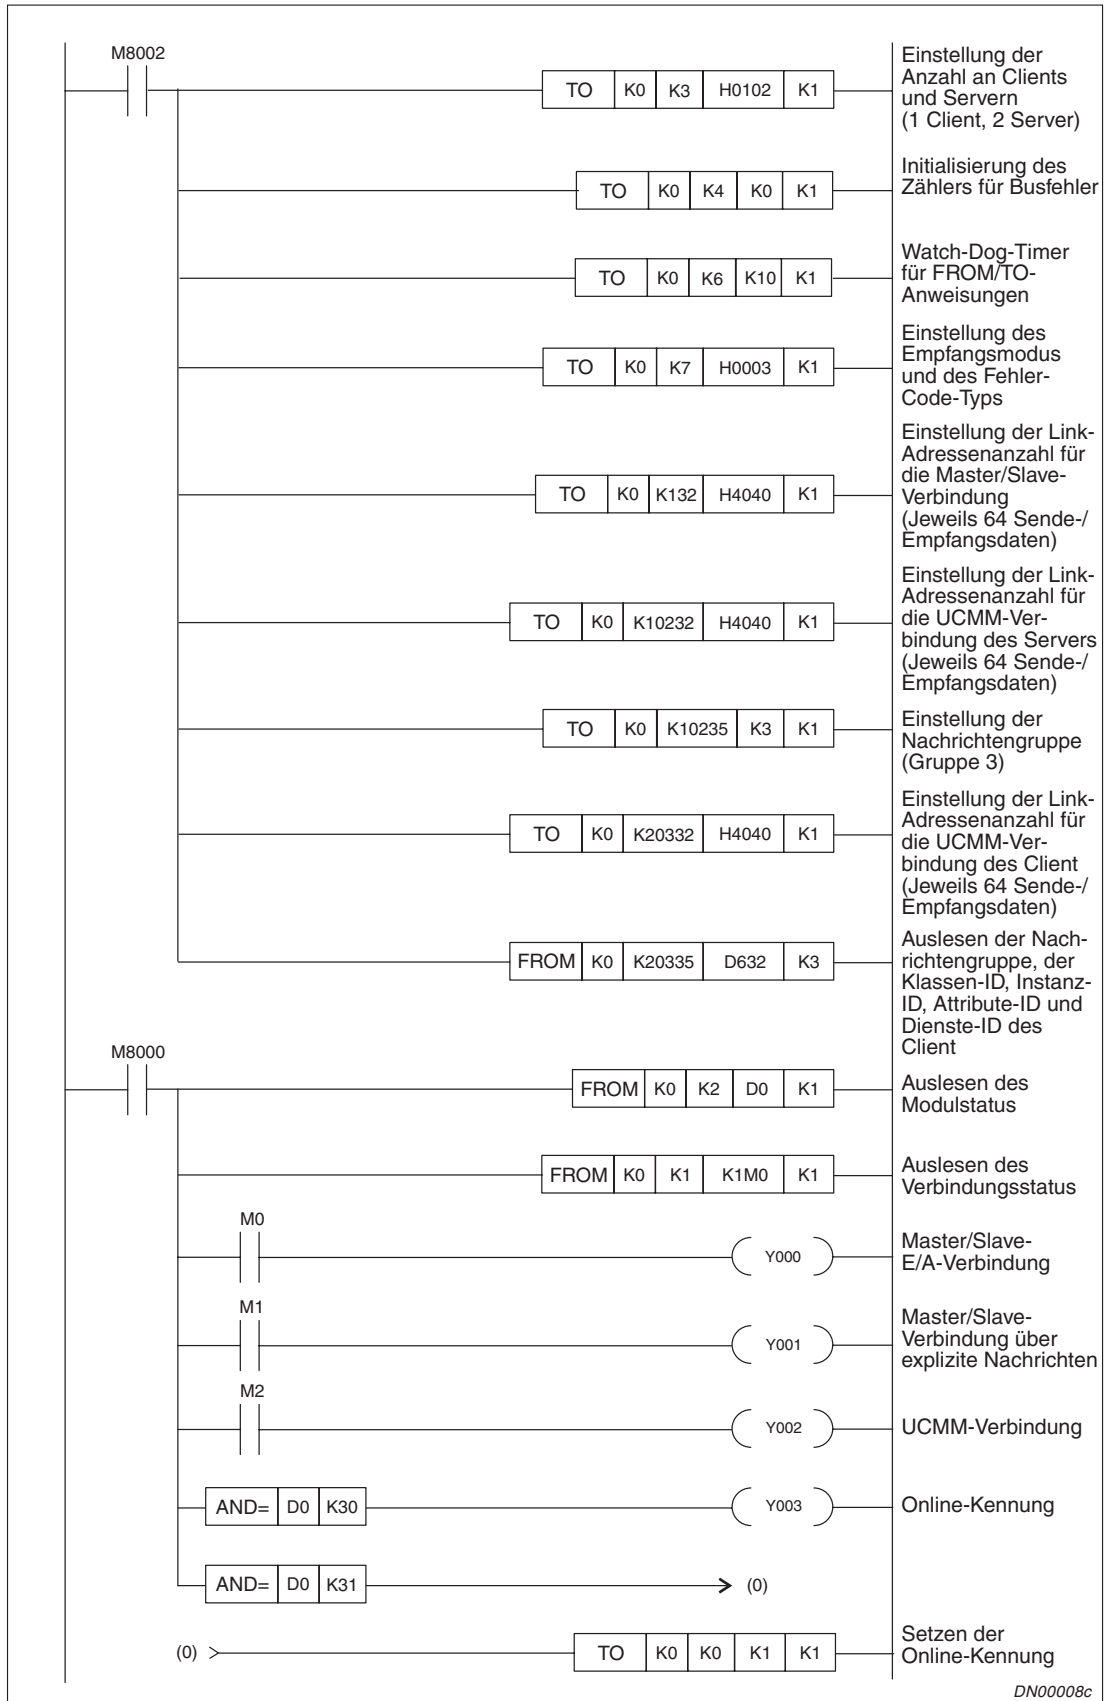 M8002
TO K0 K3 H0102 K1
Einstellung der
Anzahl an Clients
und Servern
(1 Client, 2 Server)
TO K0 K4 K0 K1
Initialisierung des
Zählers für Busfehler
TO K0 K6 K10 K1
Watch-Dog-Timer
für FROM/TO-
Anweisungen
TO K0 K7 H0003 K1
Einstellung des
Empfangsmodus
und des Fehler-
Code-Typs
TO K0 K132 H4040 K1
Einstellung der Link-
Adressenanzahl für
die Master/Slave-
Verbindung
(Jeweils 64 Sende-/
Empfangsdaten)
TO K0 K10232 H4040 K1
Einstellung der Link-
Adressenanzahl für
die UCMM-Ver-
bindung des Servers
(Jeweils 64 Sende-/
Empfangsdaten)
TO K0 K10235 K3 K1
Einstellung der
Nachrichtengruppe
(Gruppe 3)
TO K0 K20332 H4040 K1
Einstellung der Link-
Adressenanzahl für
die UCMM-Ver-
bindung des Client
(Jeweils 64 Sende-/
Empfangsdaten)
FROM K0 K20335 D632 K3
Auslesen der Nach-
richtengruppe, der
Klassen-ID, Instanz-
ID, Attribute-ID und
Dienste-ID des
Client
M8000
FROM K0 K2 D0 K1
Auslesen des
Modulstatus
FROM K0 K1 K1M0 K1
Auslesen des
Verbindungsstatus
M0
Y000
Master/Slave-
E/A-Verbindung
M1
Y001
Master/Slave-
Verbindung über
explizite Nachrichten
M2
Y002
UCMM-Verbindung
AND= D0 K30
Y003
Online-Kennung
AND= D0 K31
(0)
(0)
TO K0 K0 K1 K1
Setzen der
Online-Kennung
DN00008c